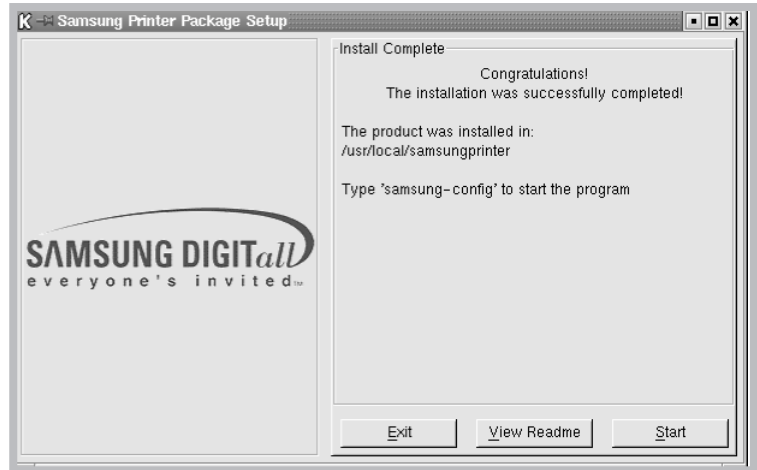 Samsung Printer Package Setup
SAMSUNG DIGITall
everyone's invited™
Install Complete
Congratulations!
The installation was successfully completed!
The product was installed in:
/usr/local/samsungprinter
Type 'samsung-config' to start the program
Exit
View Readme
Start